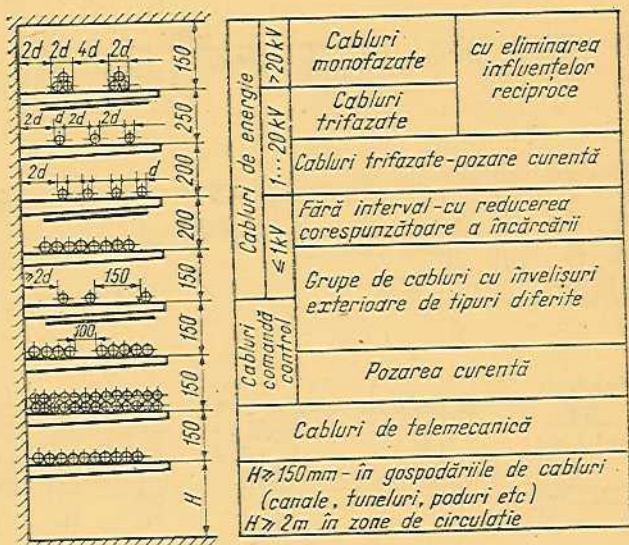 2d 2d 4d 2d
150
2d d 2d 2d
250
2d d
200
200
≥2d 150
150
100
150
150
150
H
Cabluri de energie
>20kV
1...20kV
≤1kV
Cabluri
comandă
control
Cabluri
monofazate
cu eliminarea
influențelor
reciproce
Cabluri
trifazate
Cabluri trifazate-pozare curentă
Fără interval-cu reducerea
corespunzătoare a încărcării
Grupe de cabluri cu învelișuri
exterioare de tipuri diferite
Pozarea curentă
Cabluri de telemecanică
H≥150mm - în gospodăriile de cabluri
(canale, tuneluri, poduri etc)
H≥2m în zone de circulație